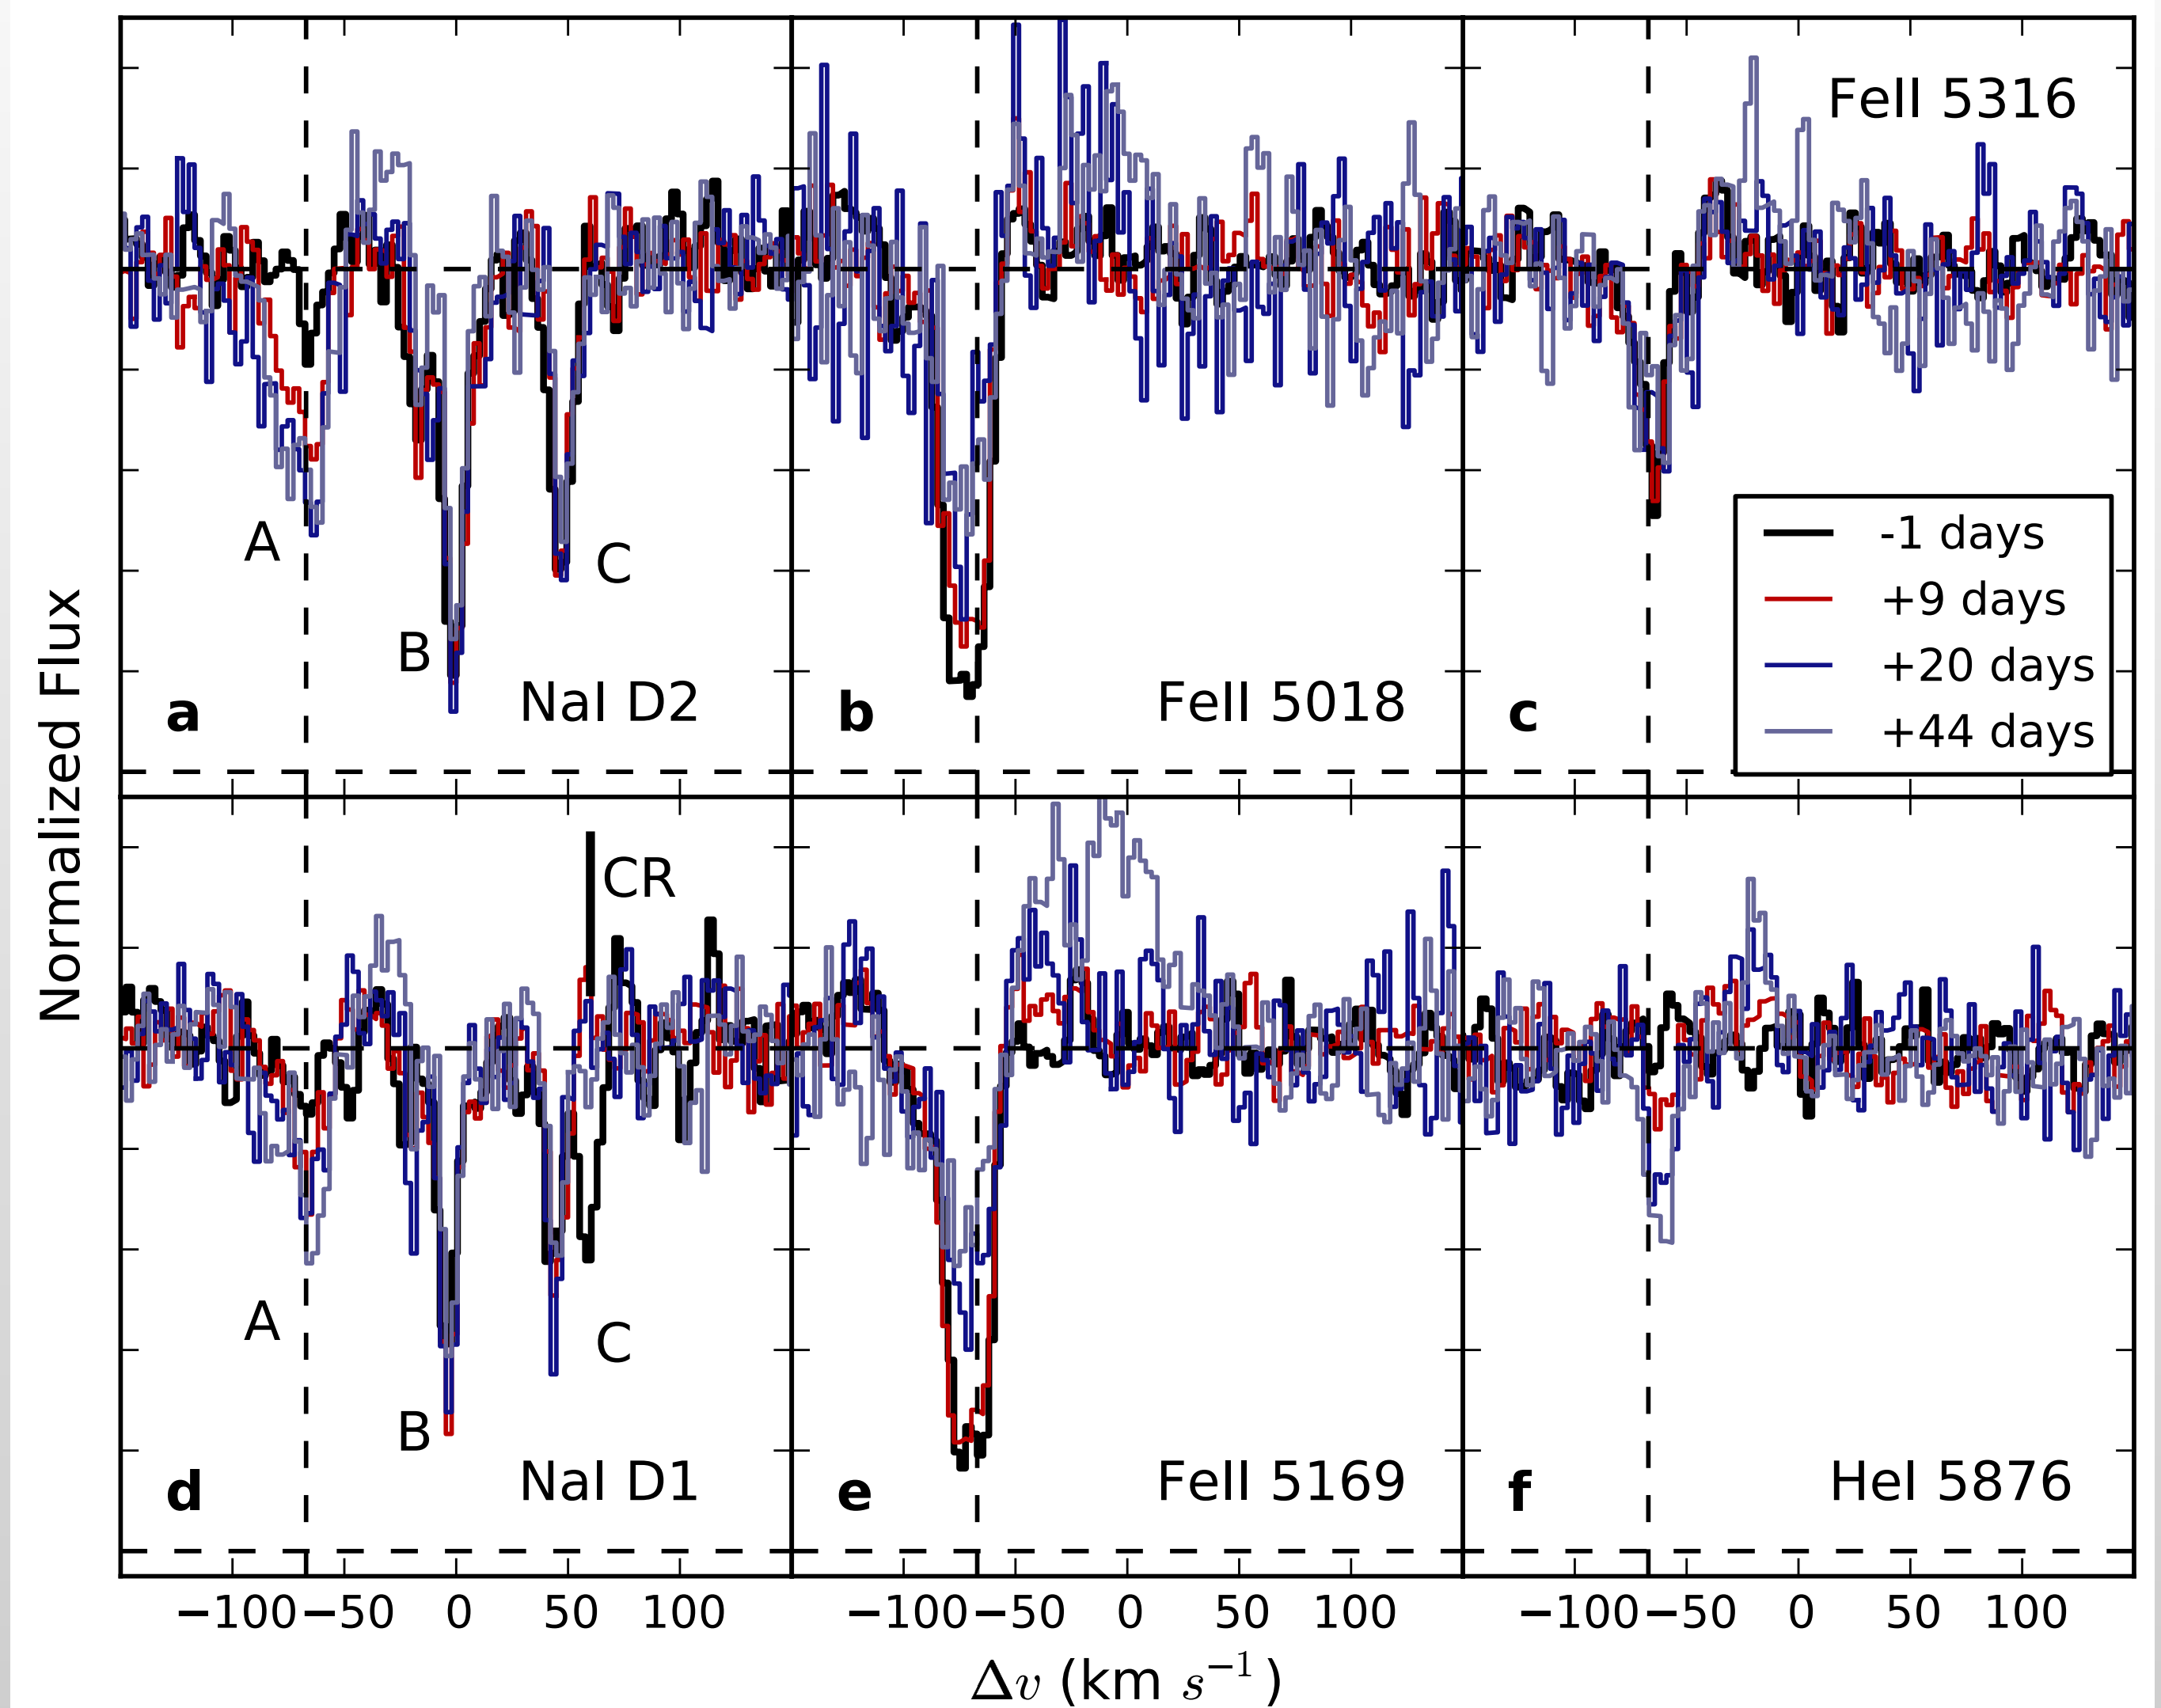 Normalized Flux
A
B
C
NaI D2
a
FeII 5018
b
FeII 5316
c
-1 days
+9 days
+20 days
+44 days
CR
A
B
C
NaI D1
d
FeII 5169
e
HeI 5876
f
−100 −50 0 50 100 −100 −50 0 50 100 −100 −50 0 50 100
Δv (km s⁻¹)